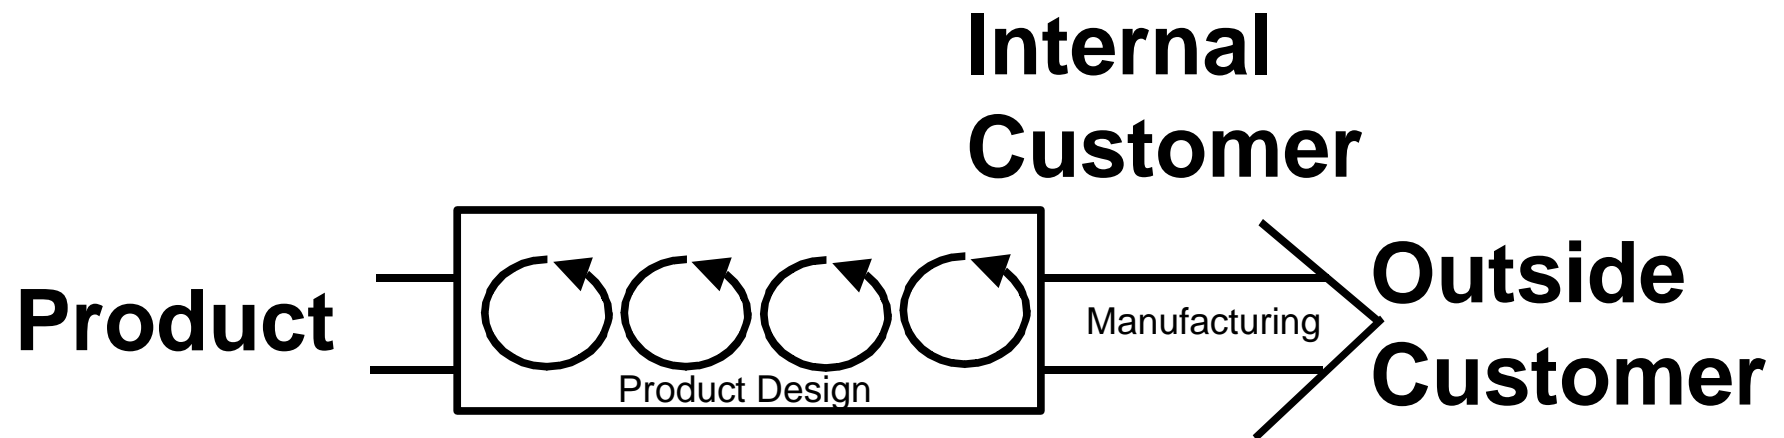 Internal
Customer
Product
Product Design
Manufacturing
Outside
Customer